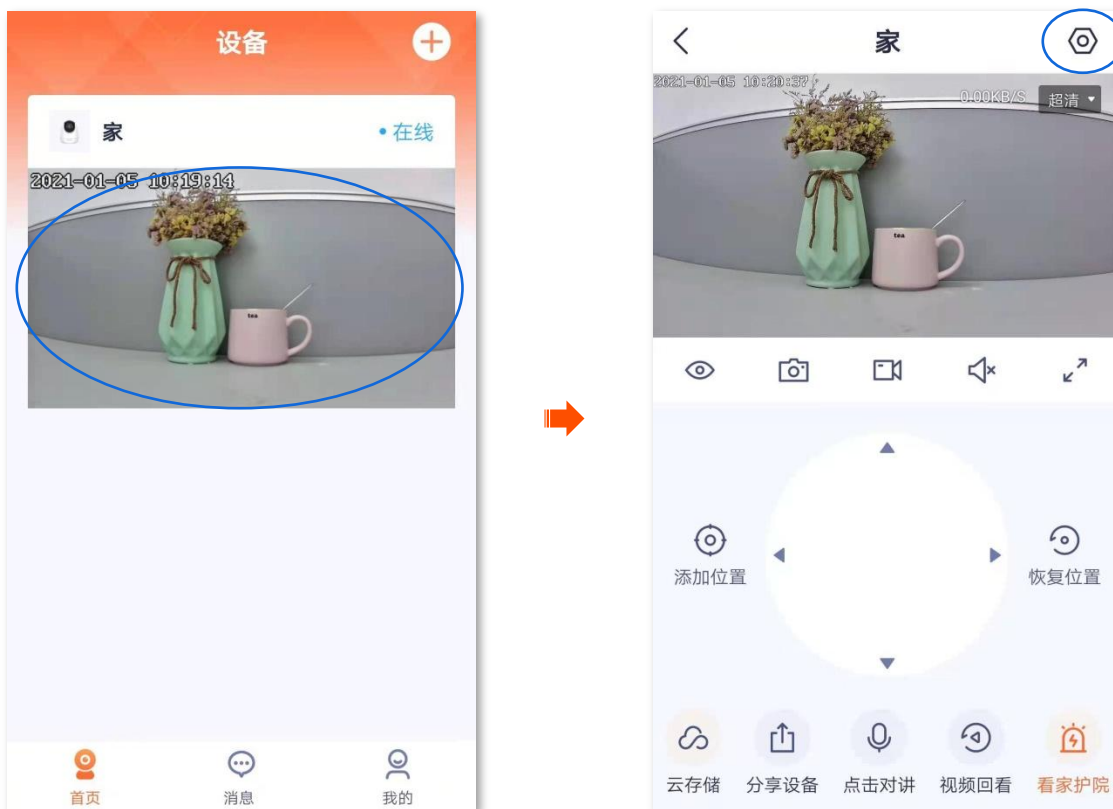 设备
家
在线
2021-01-05 10:19:14
tea
首页
消息
我的
家
2021-01-05 10:20:37
0.00KB/S
超清
tea
添加位置
恢复位置
云存储
分享设备
点击对讲
视频回看
看家护院